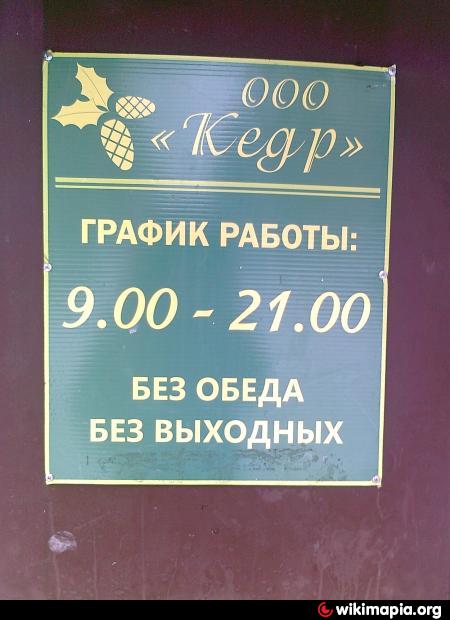 ООО
«Кедр»
ГРАФИК РАБОТЫ:
9.00 - 21.00
БЕЗ ОБЕДА
БЕЗ ВЫХОДНЫХ
wikimapia.org